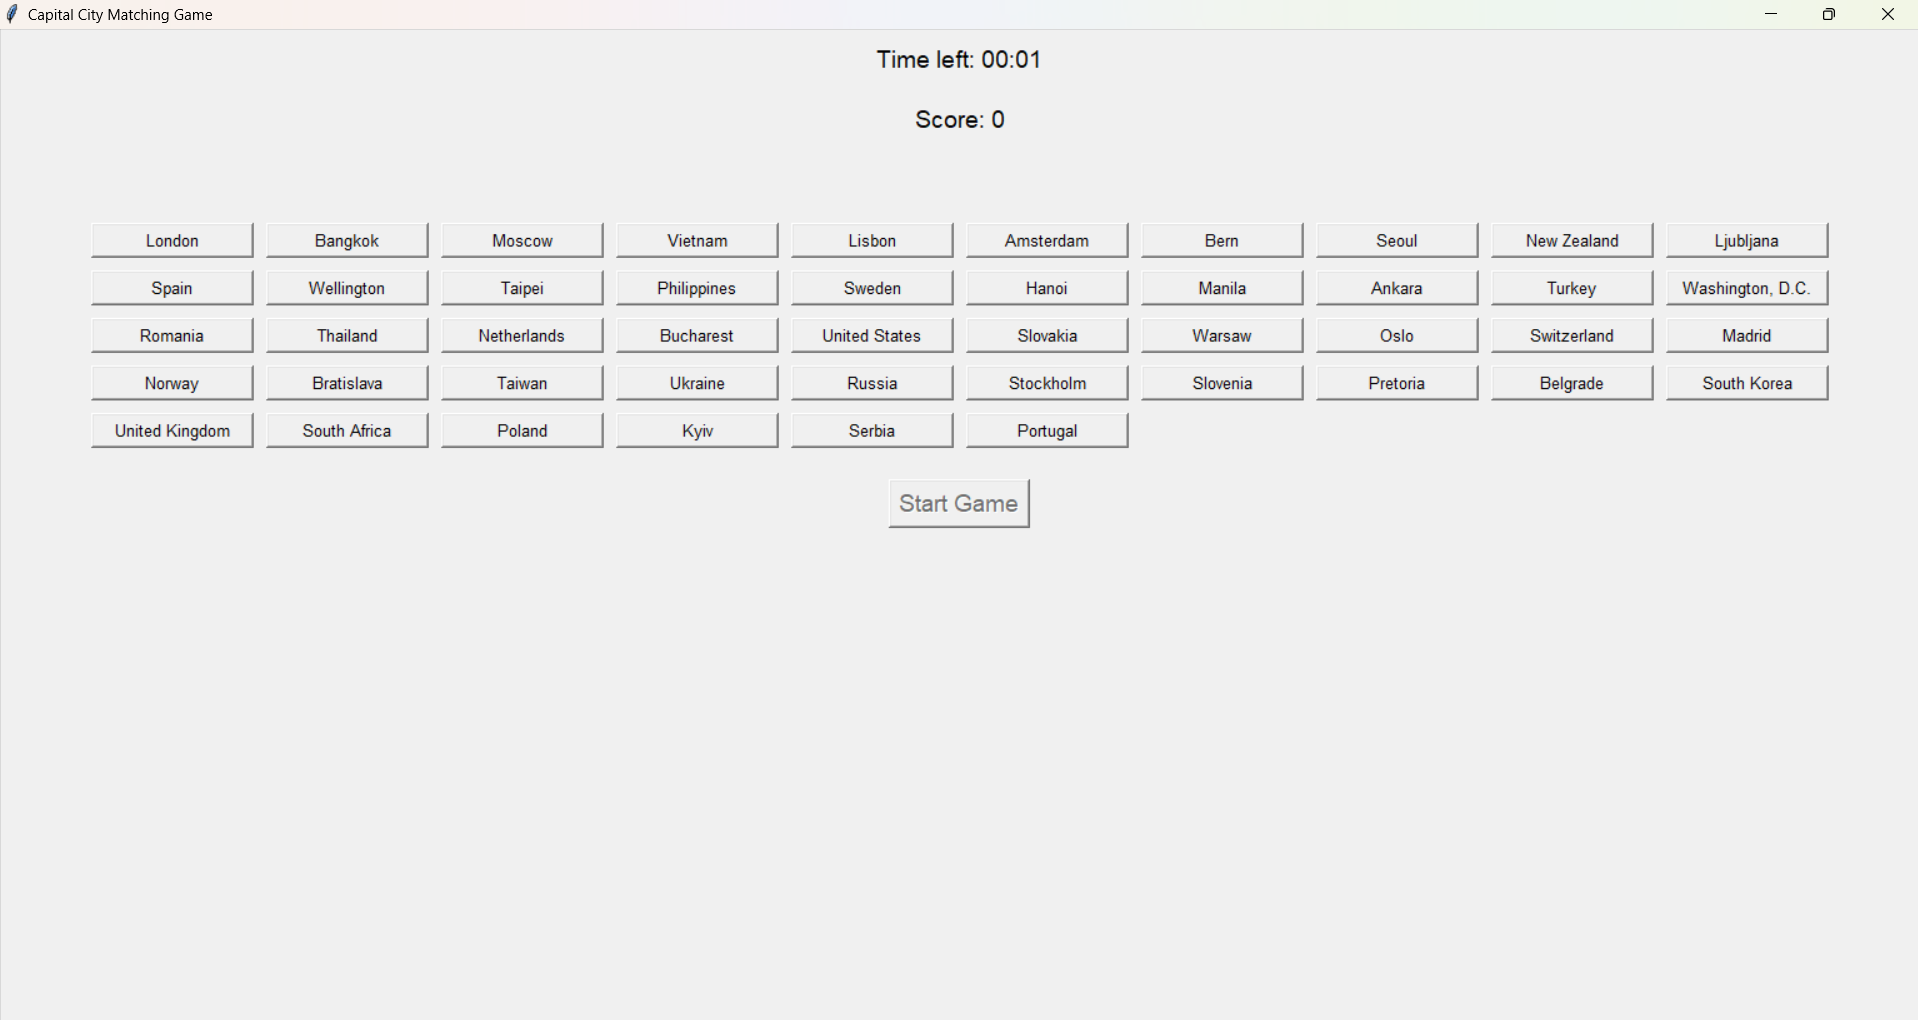 Capital City Matching Game
Time left: 00:01
Score: 0
London Bangkok Moscow Vietnam Lisbon Amsterdam Bern Seoul New Zealand Ljubljana
Spain Wellington Taipei Philippines Sweden Hanoi Manila Ankara Turkey Washington, D.C.
Romania Thailand Netherlands Bucharest United States Slovakia Warsaw Oslo Switzerland Madrid
Norway Bratislava Taiwan Ukraine Russia Stockholm Slovenia Pretoria Belgrade South Korea
United Kingdom South Africa Poland Kyiv Serbia Portugal
Start Game